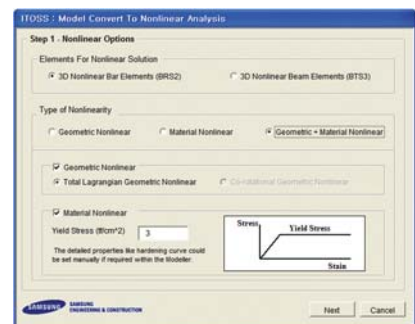 ITOSS : Model Convert To Nonlinear Analysis
Step 1 - Nonlinear Options
Elements For Nonlinear Solution
3D Nonlinear Bar Elements (BRS2)
3D Nonlinear Beam Elements (BTS3)
Type of Nonlinearity
Geometric Nonlinear
Material Nonlinear
Geometric + Material Nonlinear
Geometric Nonlinear
Total Lagrangian Geometric Nonlinear
Co-rotational Geometric Nonlinear
Material Nonlinear
Yield Stress (tf/cm^2)
3
The detailed properties like hardening curve could
be set manually if required within the Modeller.
Stress
Yield Stress
Stain
SAMSUNG
SAMSUNG
ENGINEERING & CONSTRUCTION
Next
Cancel